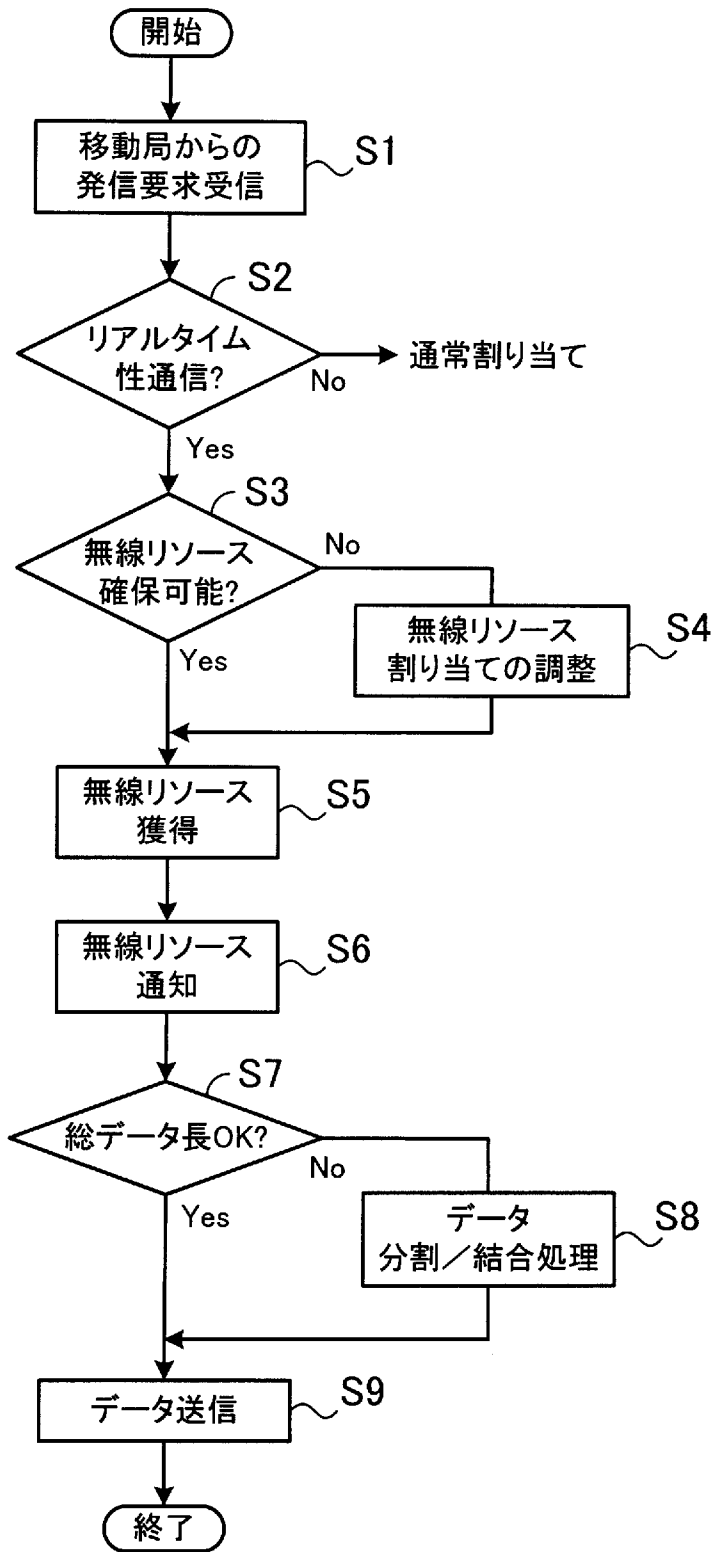 開始
移動局からの
発信要求受信
S1
S2
リアルタイム
性通信?
No
通常割り当て
Yes
S3
無線リソース
確保可能?
No
Yes
無線リソース
割り当ての調整
S4
無線リソース
獲得
S5
無線リソース
通知
S6
S7
総データ長OK?
No
Yes
データ
分割／結合処理
S8
データ送信
S9
終了